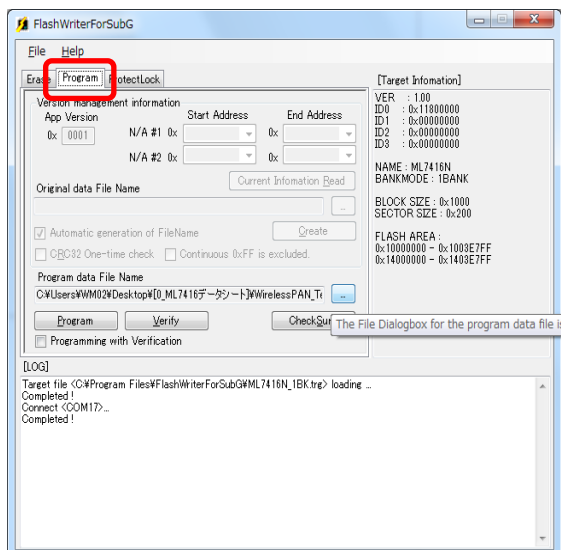 FlashWriterForSubG
File Help
Erase Program ProtectLock
Version management information
App Version Start Address End Address
0x 0001 N/A #1 0x 0x
N/A #2 0x 0x
Current Infomation Read
Original data File Name
...
Automatic generation of FileName Create
CRC32 One-time check Continuous 0xFF is excluded.
Program data File Name
C:¥Users¥WM02¥Desktop¥[0_ML7416データシート]¥WirelessPAN_Te ...
Program Verify CheckSum
The File Dialogbox for the program data file is
Programming with Verification
[Target Infomation]
VER : 1.00
ID0 : 0x11800000
ID1 : 0x00000000
ID2 : 0x00000000
ID3 : 0x00000000
NAME : ML7416N
BANKMODE : 1BANK
BLOCK SIZE : 0x1000
SECTOR SIZE : 0x200
FLASH AREA :
0x10000000 - 0x1003E7FF
0x14000000 - 0x1403E7FF
[LOG]
Target file <C:¥Program Files¥FlashWriterForSubG¥ML7416N_1BK.trg> loading ...
Completed !
Connect <COM17>...
Completed !